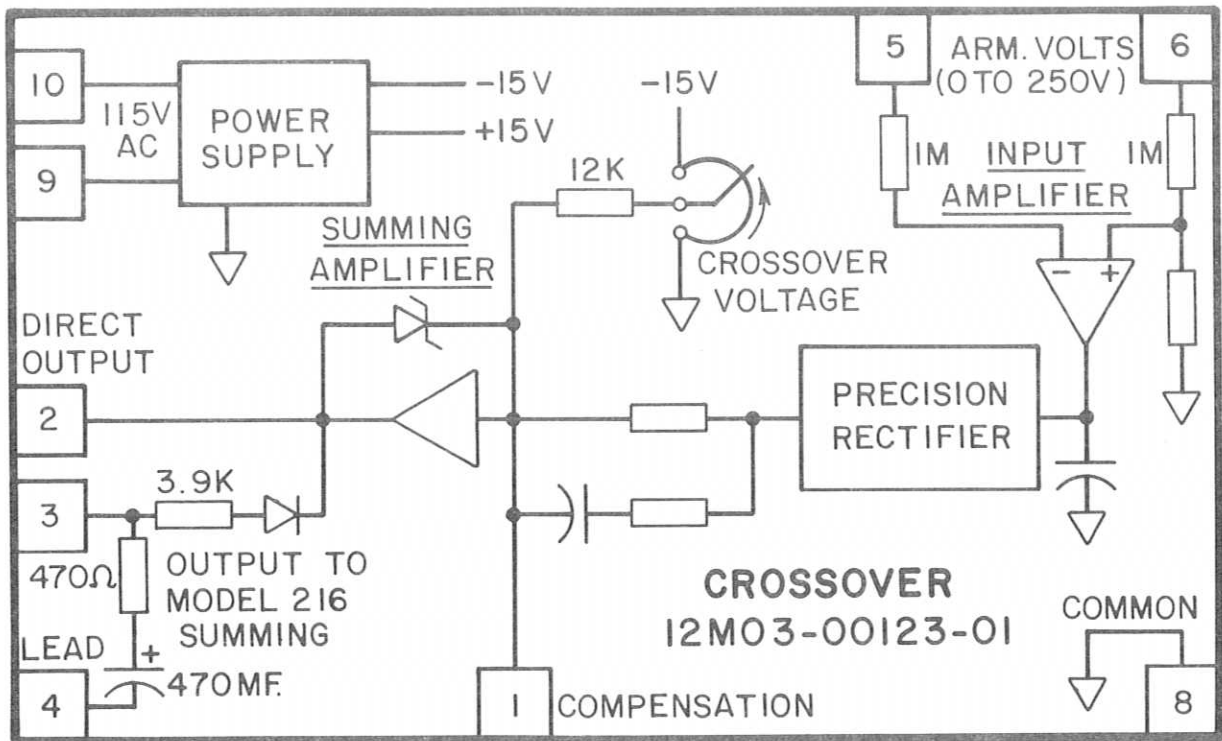 10
115V
AC
9
POWER
SUPPLY
-15V
+15V
-15V
12K
CROSSOVER
VOLTAGE
5
ARM. VOLTS
(0 TO 250V)
6
1M
INPUT
AMPLIFIER
1M
-
+
SUMMING
AMPLIFIER
DIRECT
OUTPUT
2
PRECISION
RECTIFIER
3.9K
3
470Ω
OUTPUT TO
MODEL 216
SUMMING
LEAD
+
470MF.
4
1
COMPENSATION
CROSSOVER
12M03-00123-01
COMMON
8